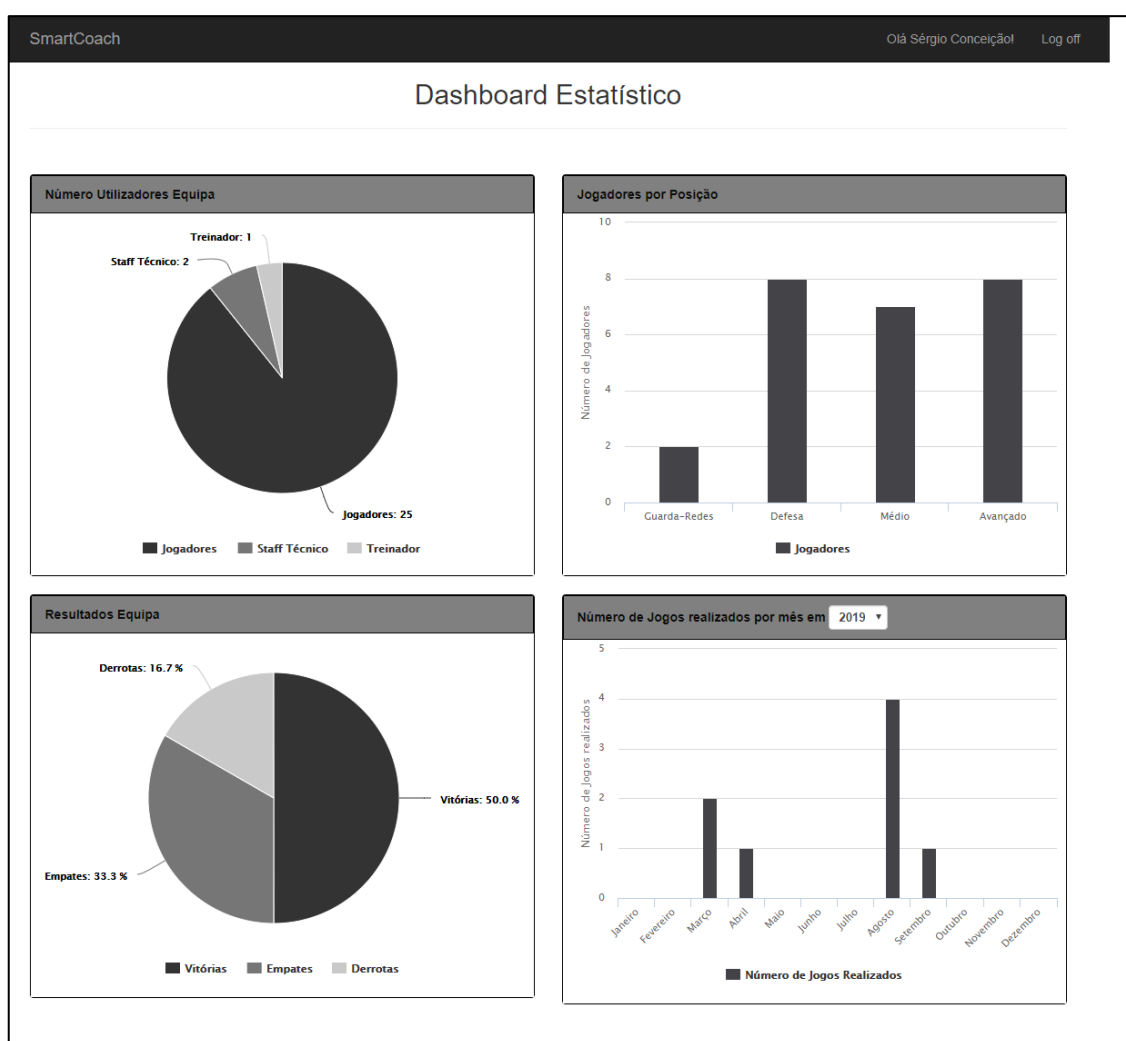 SmartCoach
Olá Sérgio Conceição! Log off
Dashboard Estatístico
Número Utilizadores Equipa
Treinador: 1
Staff Técnico: 2
Jogadores: 25
Jogadores Staff Técnico Treinador
Jogadores por Posição
Número de Jogadores
10
8
6
4
2
0
Guarda-Redes Defesa Médio Avançado
Jogadores
Resultados Equipa
Derrotas: 16.7 %
Vitórias: 50.0 %
Empates: 33.3 %
Vitórias Empates Derrotas
Número de Jogos realizados por mês em 2019
Número de Jogos realizados
5
4
3
2
1
0
Janeiro Fevereiro Março Abril Maio Junho Julho Agosto Setembro Outubro Novembro Dezembro
Número de Jogos Realizados